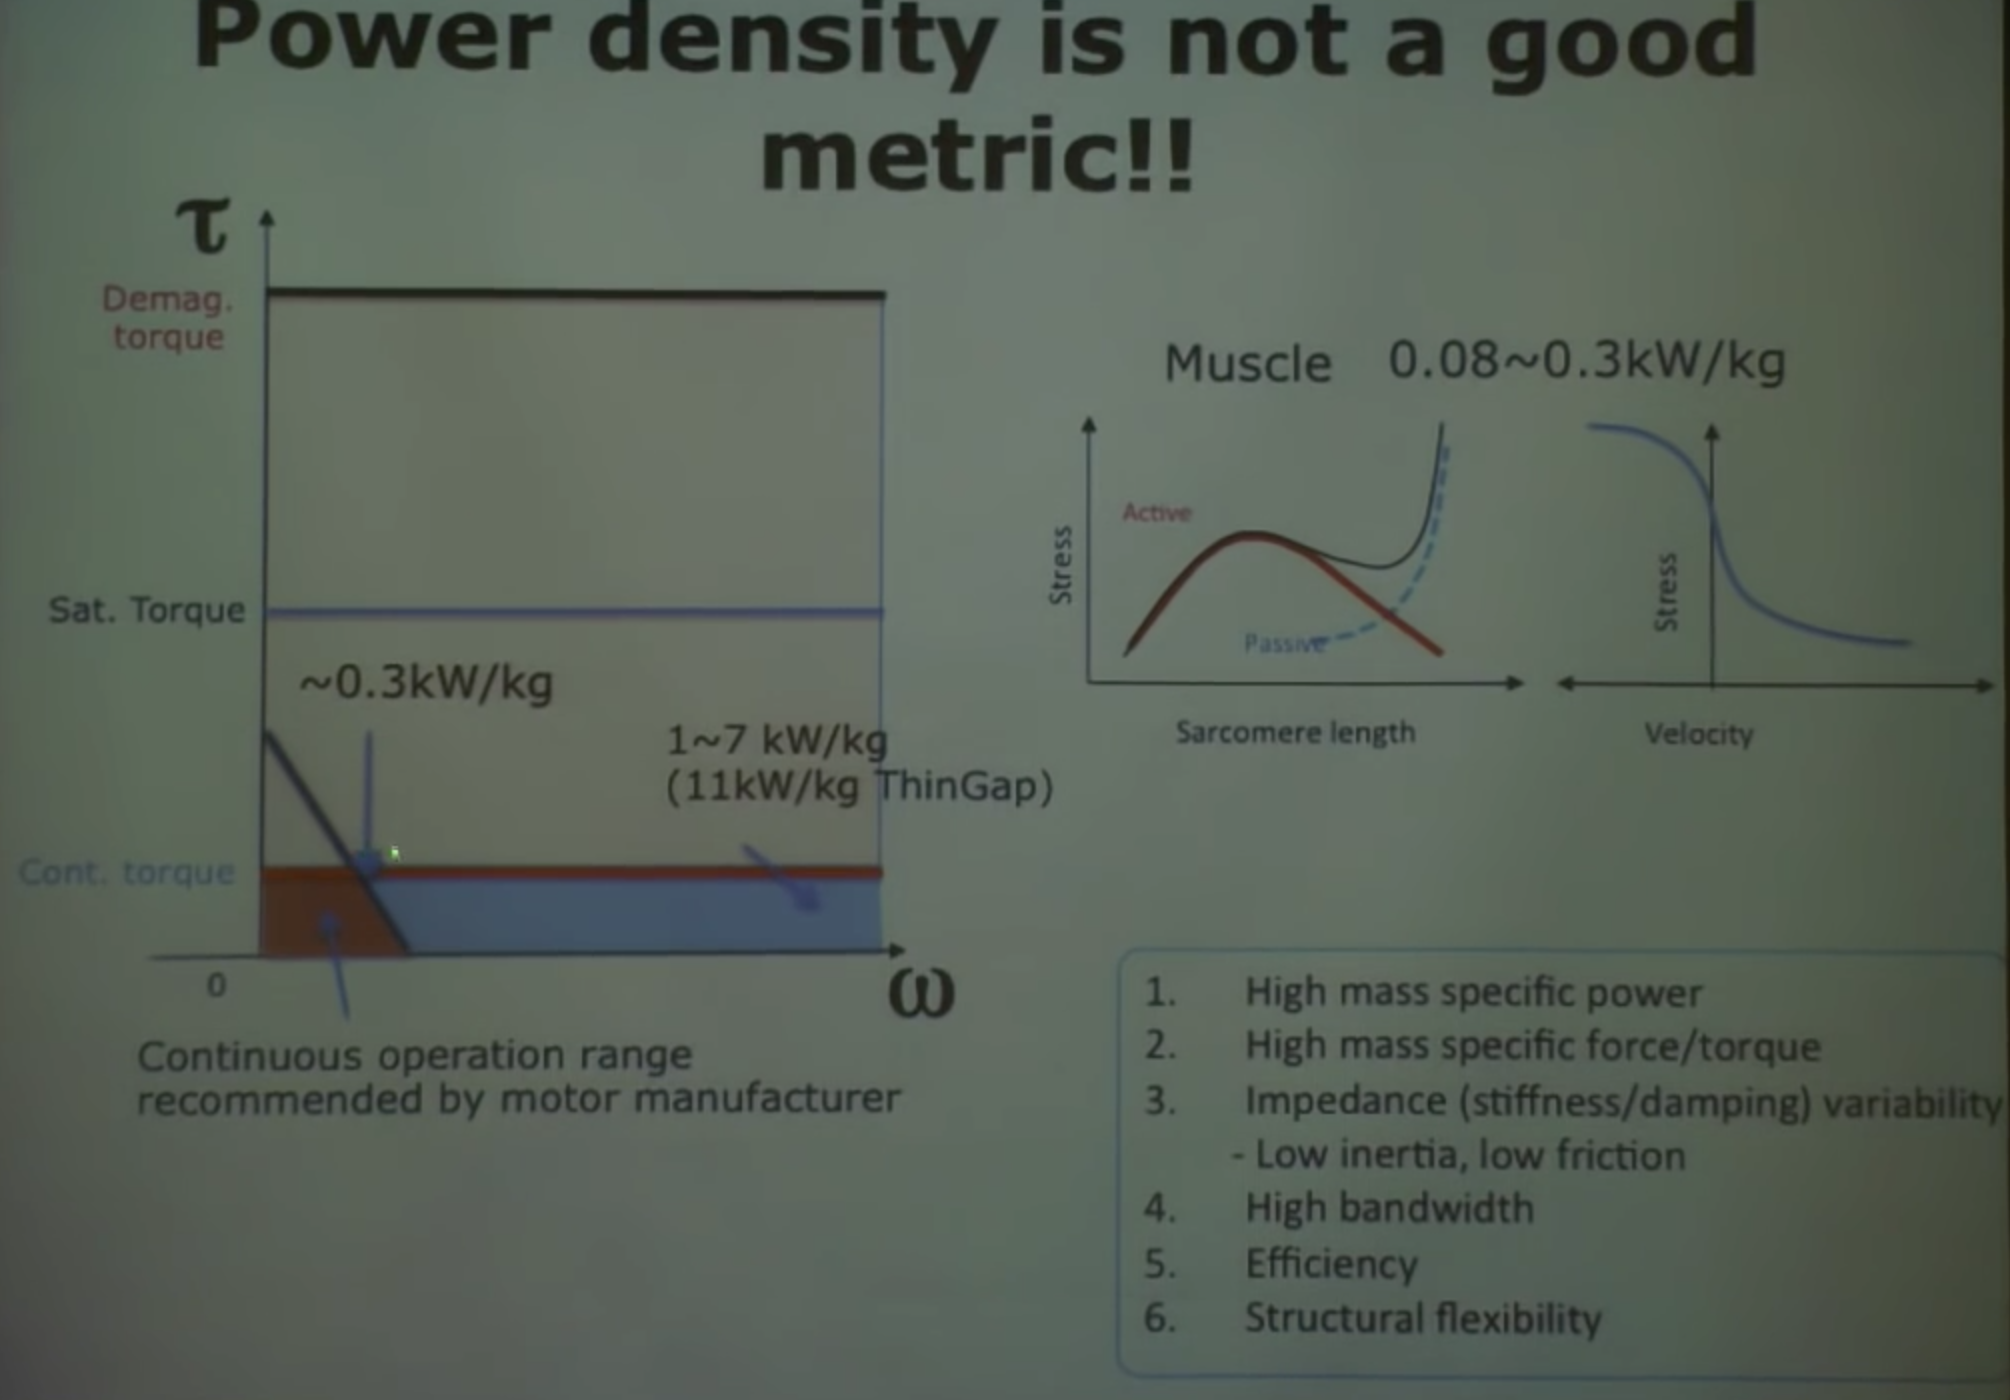 Power density is not a good
metric!!
τ
Demag.
torque
Sat. Torque
~0.3kW/kg
1~7 kW/kg
(11kW/kg ThinGap)
Cont. torque
0
ω
Continuous operation range
recommended by motor manufacturer
Muscle 0.08~0.3kW/kg
Active
Stress
Passive
Sarcomere length
Stress
Velocity
1. High mass specific power
2. High mass specific force/torque
3. Impedance (stiffness/damping) variability
- Low inertia, low friction
4. High bandwidth
5. Efficiency
6. Structural flexibility